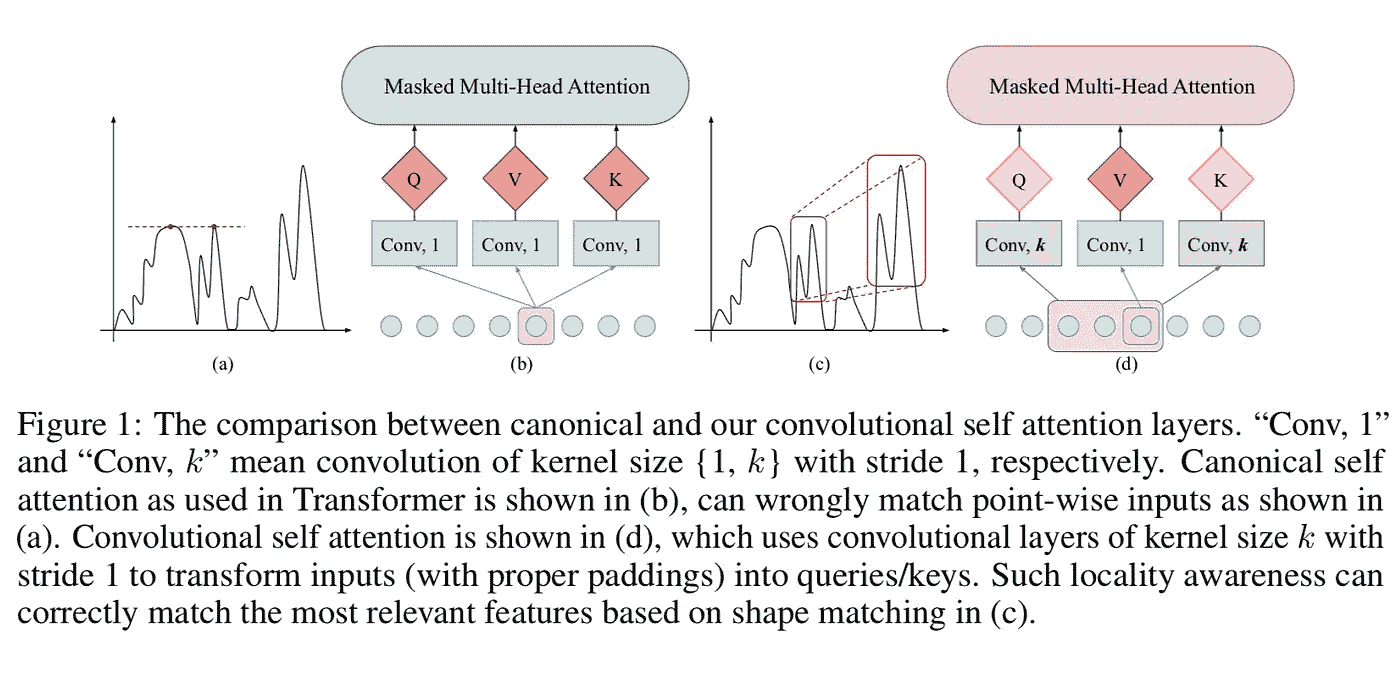 Masked Multi-Head Attention
Masked Multi-Head Attention
Q
V
K
Q
V
K
Conv, 1
Conv, 1
Conv, 1
Conv, k
Conv, 1
Conv, k
(a)
(b)
(c)
(d)
Figure 1: The comparison between canonical and our convolutional self attention layers. “Conv, 1”
and “Conv, k” mean convolution of kernel size {1, k} with stride 1, respectively. Canonical self
attention as used in Transformer is shown in (b), can wrongly match point-wise inputs as shown in
(a). Convolutional self attention is shown in (d), which uses convolutional layers of kernel size k with
stride 1 to transform inputs (with proper paddings) into queries/keys. Such locality awareness can
correctly match the most relevant features based on shape matching in (c).